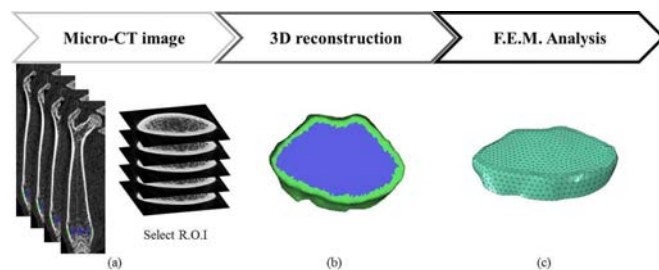 Micro-CT image
3D reconstruction
F.E.M. Analysis
Select R.O.I
(a)
(b)
(c)